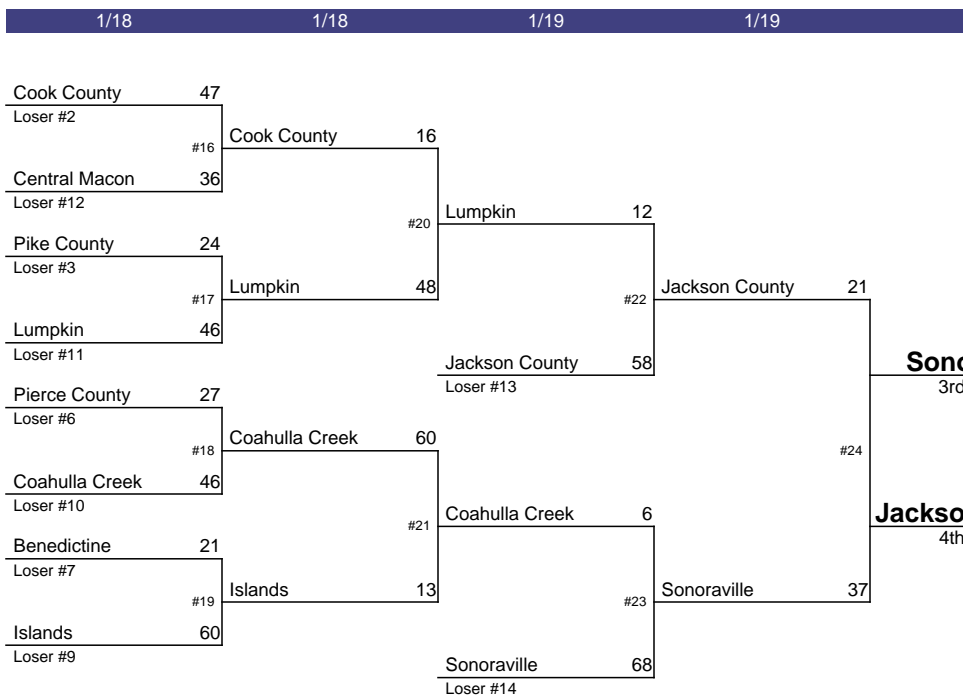 1/18 1/18 1/19 1/19
Cook County 47
Loser #2
#16
Cook County 16
Central Macon 36
Loser #12
#20
Lumpkin 12
Pike County 24
Loser #3
#17
Lumpkin 48
#22
Jackson County 21
Lumpkin 46
Loser #11
Jackson County 58
Loser #13
Sono
3rd
Pierce County 27
Loser #6
#18
Coahulla Creek 60
#24
Coahulla Creek 46
Loser #10
#21
Coahulla Creek 6
Jackso
4th
Benedictine 21
Loser #7
#19
Islands 13
#23
Sonoraville 37
Islands 60
Loser #9
Sonoraville 68
Loser #14